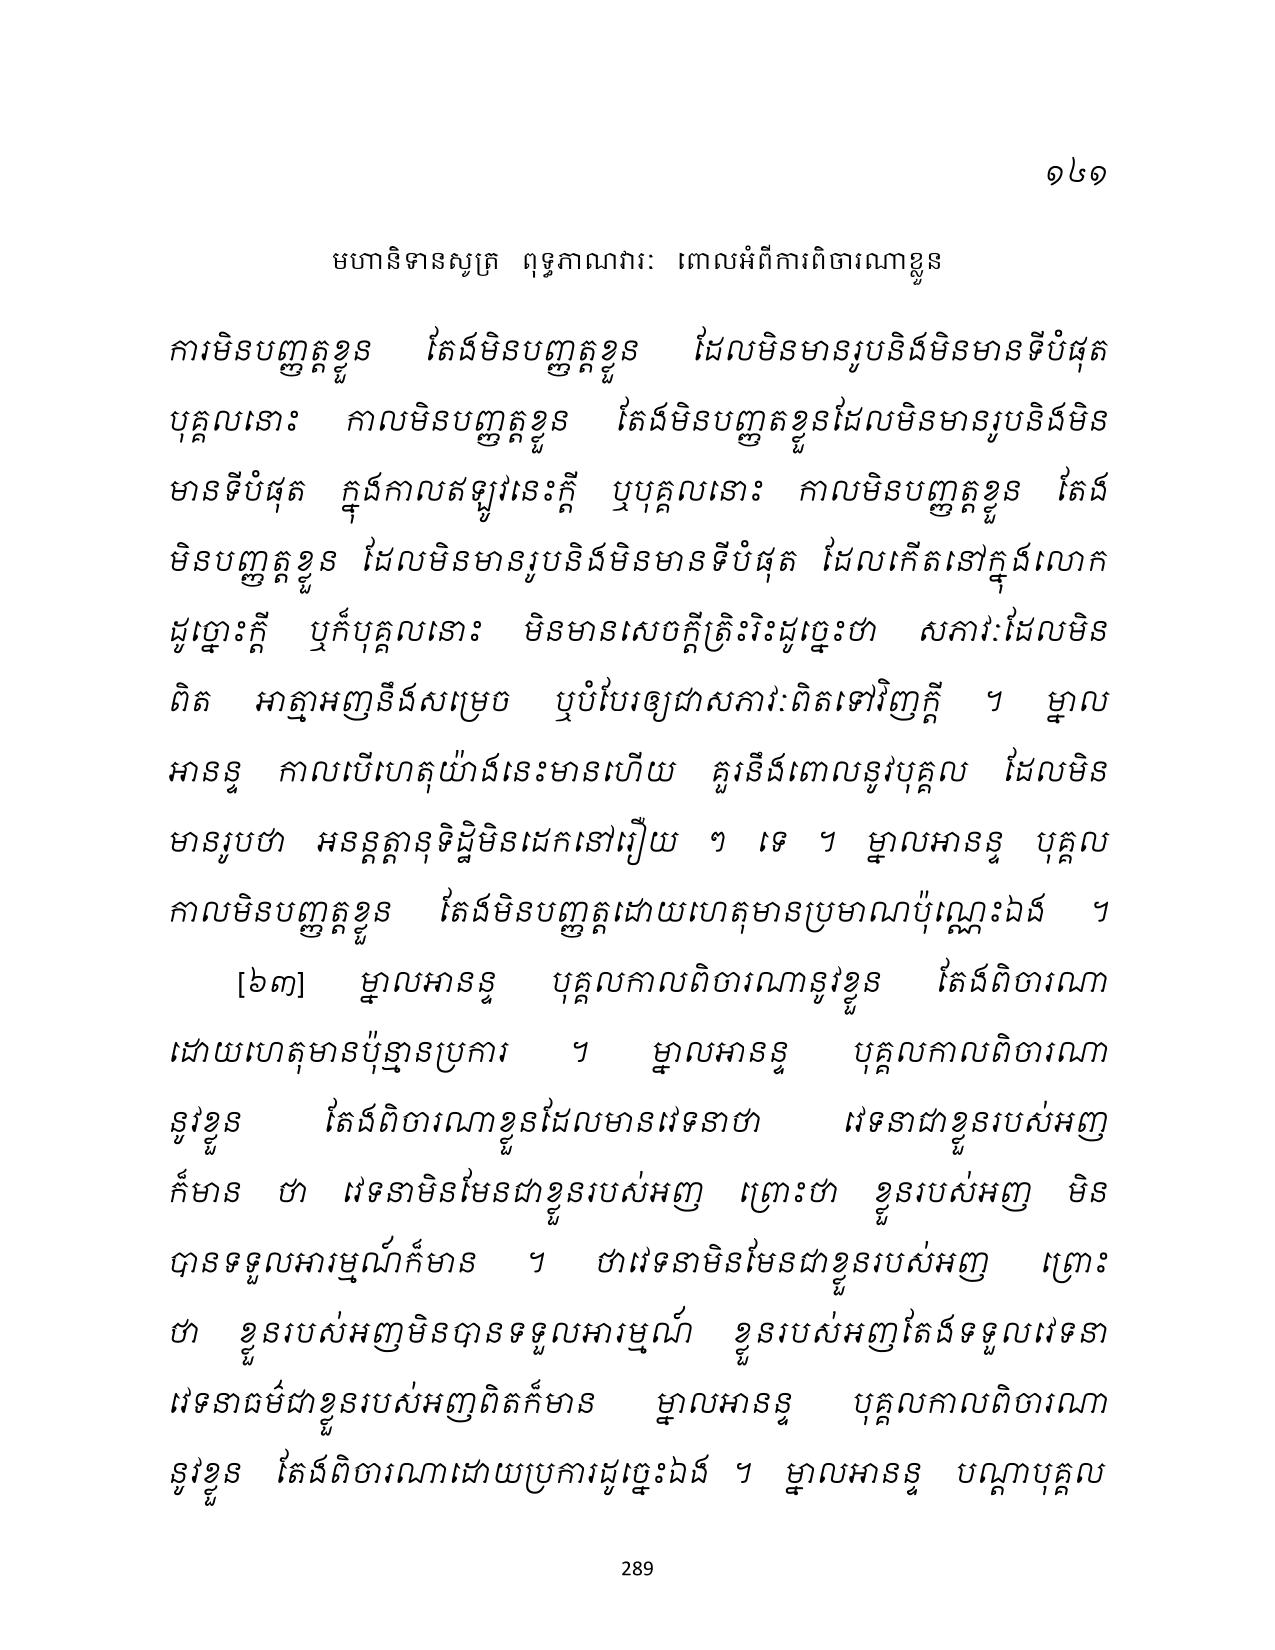 ១៤១
មហានិទានសូត្រ ពុទ្ធភាណវារៈ ពោលអំពីការពិចារណាខ្លួន
ការមិនបញ្ញត្តខ្លួន តែងមិនបញ្ញត្តខ្លួន ដែលមិនមានរូបនិងមិនមានទីបំផុត
បុគ្គលនោះ កាលមិនបញ្ញត្តខ្លួន តែងមិនបញ្ញតខ្លួនដែលមិនមានរូបនិងមិន
មានទីបំផុត ក្នុងកាលឥឡូវនេះក្តី ឬបុគ្គលនោះ កាលមិនបញ្ញត្តខ្លួន តែង
មិនបញ្ញត្តខ្លួន ដែលមិនមានរូបនិងមិនមានទីបំផុត ដែលកើតនៅក្នុងលោក
ដូច្នោះក្តី ឬក៏បុគ្គលនោះ មិនមានសេចក្តីត្រិះរិះដូច្នេះថា សភាវៈដែលមិន
ពិត អាត្មាអញនឹងសម្រេច ឬបំបែរឲ្យជាសភាវៈពិតទៅវិញក្តី ។ ម្នាល
អានន្ទ កាលបើហេតុយ៉ាងនេះមានហើយ គួរនឹងពោលនូវបុគ្គល ដែលមិន
មានរូបថា អនន្តត្តានុទិដ្ឋិមិនដេកនៅរឿយ ៗ ទេ ។ ម្នាលអានន្ទ បុគ្គល
កាលមិនបញ្ញត្តខ្លួន តែងមិនបញ្ញត្តដោយហេតុមានប្រមាណប៉ុណ្ណេះឯង ។
[៦៣] ម្នាលអានន្ទ បុគ្គលកាលពិចារណានូវខ្លួន តែងពិចារណា
ដោយហេតុមានប៉ុន្មានប្រការ ។ ម្នាលអានន្ទ បុគ្គលកាលពិចារណា
នូវខ្លួន តែងពិចារណាខ្លួនដែលមានវេទនាថា វេទនាជាខ្លួនរបស់អញ
ក៏មាន ថា វេទនាមិនមែនជាខ្លួនរបស់អញ ព្រោះថា ខ្លួនរបស់អញ មិន
បានទទួលអារម្មណ៍ក៏មាន ។ ថាវេទនាមិនមែនជាខ្លួនរបស់អញ ព្រោះ
ថា ខ្លួនរបស់អញមិនបានទទួលអារម្មណ៍ ខ្លួនរបស់អញតែងទទួលវេទនា
វេទនាធម៌ជាខ្លួនរបស់អញពិតក៏មាន ម្នាលអានន្ទ បុគ្គលកាលពិចារណា
នូវខ្លួន តែងពិចារណាដោយប្រការដូច្នេះឯង ។ ម្នាលអានន្ទ បណ្តាបុគ្គល
289